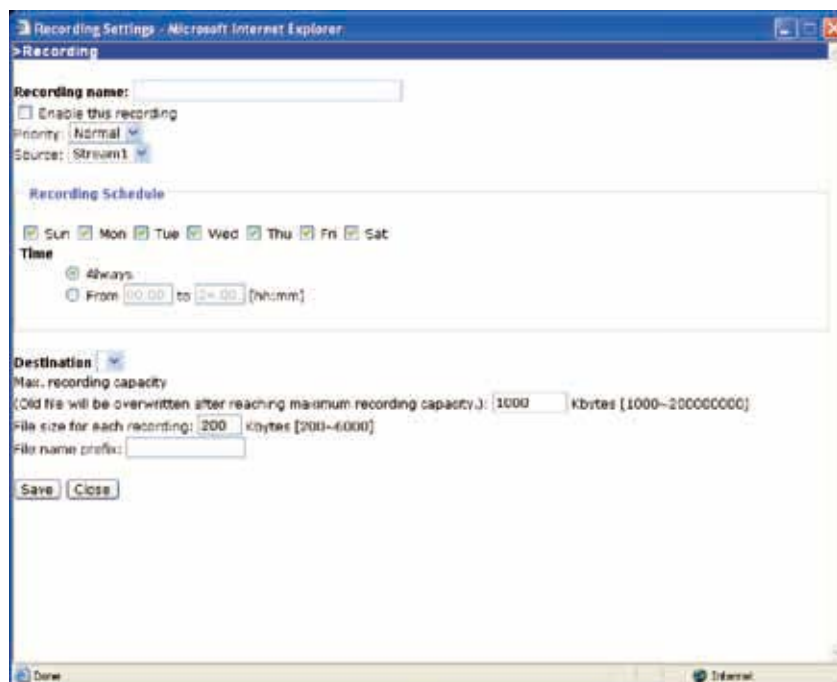 Recording Settings - Microsoft Internet Explorer
>Recording
Recording name:
Enable this recording
Priority: Normal
Source: Stream1
Recording Schedule
Sun Mon Tue Wed Thu Fri Sat
Time
Always
From 00:00 to 24:00 [hh:mm]
Destination
Max. recording capacity
(Old file will be overwritten after reaching maximum recording capacity.): 1000 Kbytes [1000~200000000]
File size for each recording: 200 Kbytes [200~6000]
File name prefix:
Save Close
Done Internet